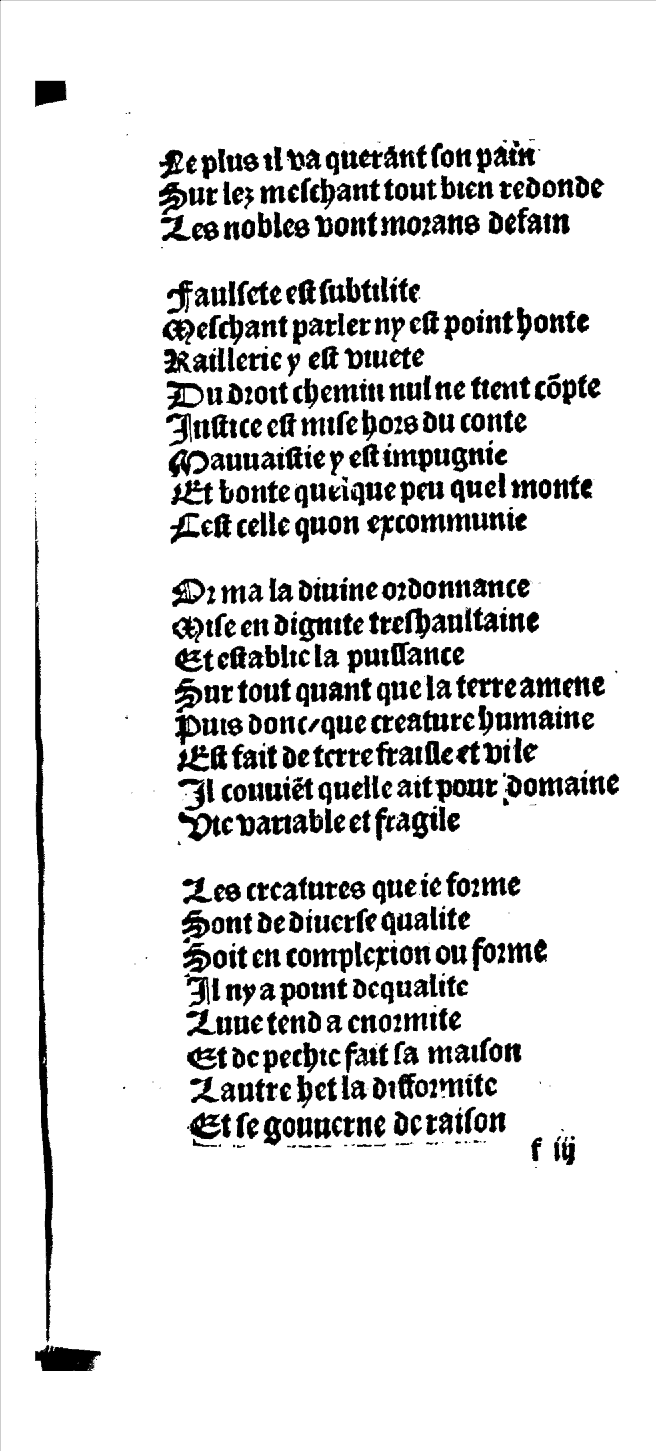 Le plus il va querant son pain
Sur lez meschant tout bien redonde
Les nobles vont morans defain

Faulsete est subtilite
Meschant parler ny est point honte
Raillerie y est viuete
Du droit chemin nul ne tient cõpte
Justice est mise hors du conte
Mauuaistie y est impugnie
Et bonte quelque peu quel monte
Cest celle quon excommunie

Or ma la diuine ordonnance
Mise en dignite treshaultaine
Et establie la puissance
Sur tout quant que la terre amene
Puis donc/que creature humaine
Est fait de terre fraisle et vile
Il couuiẽt quelle ait pour domaine
Vie variable et fragile

Les creatures que ie forme
Sont de diuerse qualite
Soit en complexion ou forme
Il ny a point dequalite
Luue tend a enormite
Et de pechie fait sa maison
Lautre het la difformite
Et se gouuerne de raison
f iij